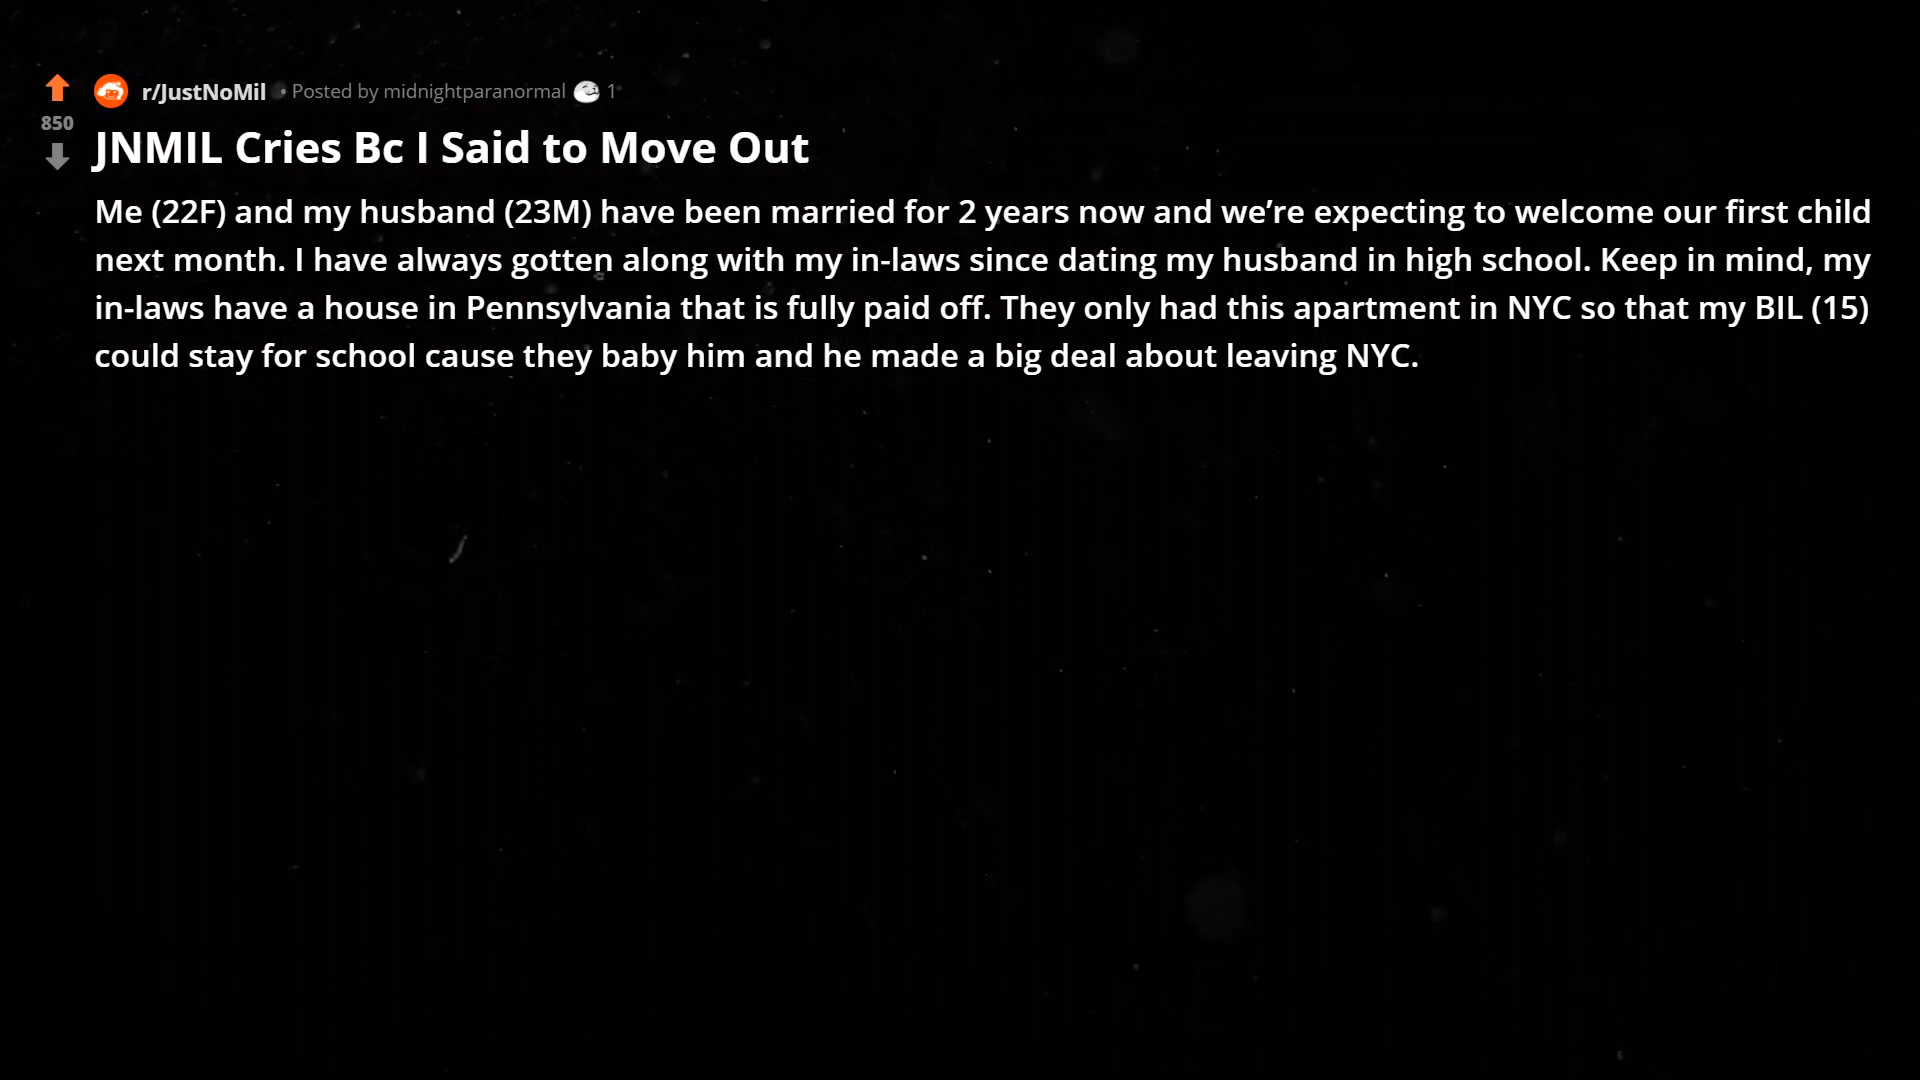 r/JustNoMil • Posted by midnightparanormal 1
850
JNMIL Cries Bc I Said to Move Out
Me (22F) and my husband (23M) have been married for 2 years now and we’re expecting to welcome our first child
next month. I have always gotten along with my in-laws since dating my husband in high school. Keep in mind, my
in-laws have a house in Pennsylvania that is fully paid off. They only had this apartment in NYC so that my BIL (15)
could stay for school cause they baby him and he made a big deal about leaving NYC.